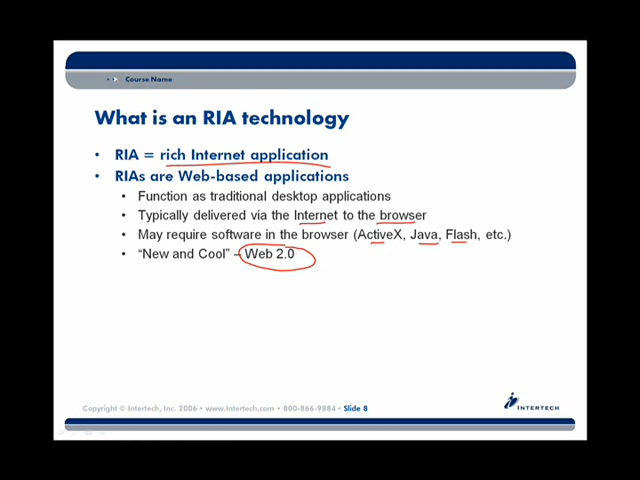 Course Name
What is an RIA technology
• RIA = rich Internet application
• RIAs are Web-based applications
• Function as traditional desktop applications
• Typically delivered via the Internet to the browser
• May require software in the browser (ActiveX, Java, Flash, etc.)
• “New and Cool” – Web 2.0
Copyright © Intertech, Inc. 2006 • www.Intertech.com • 800-866-9884 • Slide 8
INTERTECH